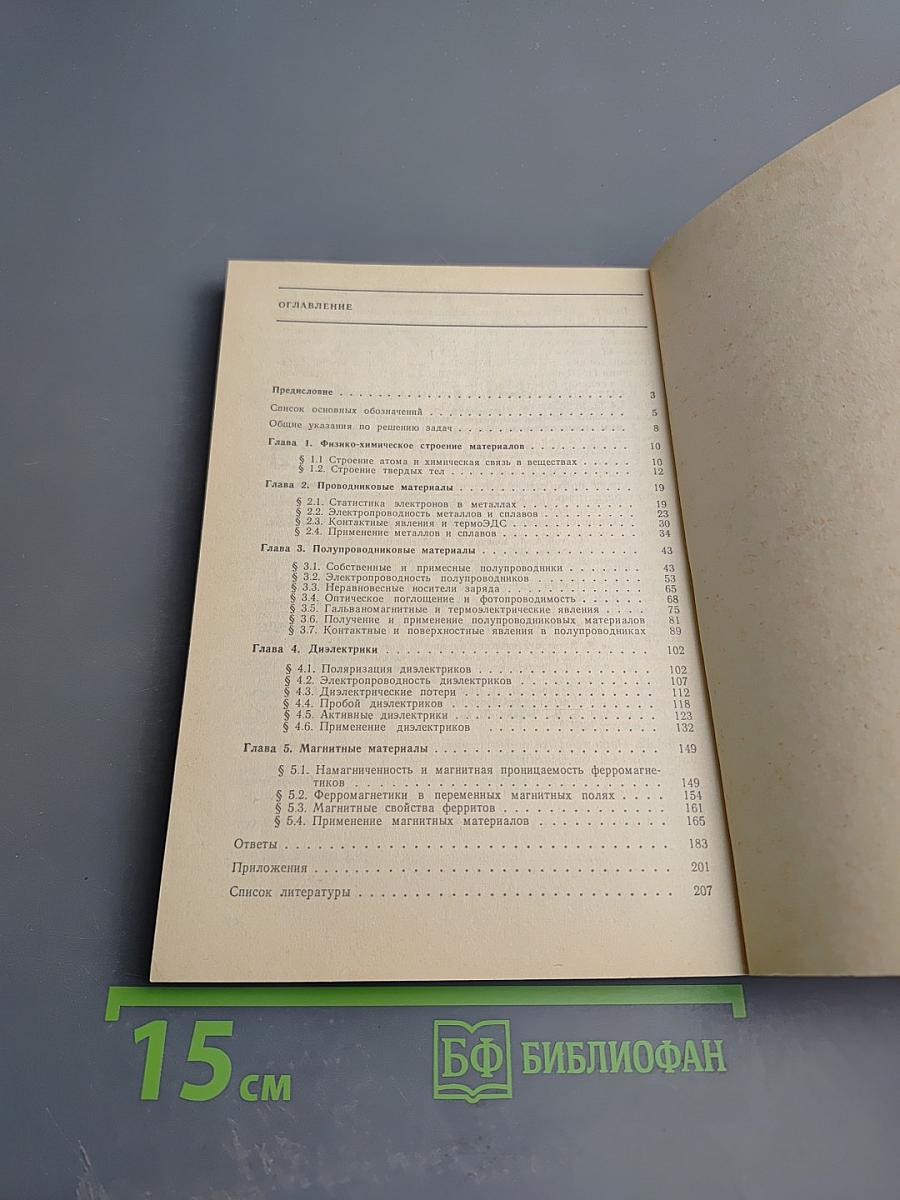 ОГЛАВЛЕНИЕ
Предисловие . . . . . . . . . . . . . . . . . . . . . . . . . . . . 3
Список основных обозначений . . . . . . . . . . . . . . . . . . . 5
Общие указания по решению задач . . . . . . . . . . . . . . . . . 8
Глава 1. Физико-химическое строение материалов . . . . . . . . . . 10
§ 1.1 Строение атома и химическая связь в веществах . . . . . 10
§ 1.2. Строение твердых тел . . . . . . . . . . . . . . . . . . 12
Глава 2. Проводниковые материалы . . . . . . . . . . . . . . . . . 19
§ 2.1. Статистика электронов в металлах . . . . . . . . . . . . 19
§ 2.2. Электропроводность металлов и сплавов . . . . . . . . . 23
§ 2.3. Контактные явления и термоЭДС . . . . . . . . . . . . . 30
§ 2.4. Применение металлов и сплавов . . . . . . . . . . . . . 34
Глава 3. Полупроводниковые материалы . . . . . . . . . . . . . . . 43
§ 3.1. Собственные и примесные полупроводники . . . . . . . 43
§ 3.2. Электропроводность полупроводников . . . . . . . . . . 53
§ 3.3. Неравновесные носители заряда . . . . . . . . . . . . . 65
§ 3.4. Оптическое поглощение и фотопроводимость . . . . . . 68
§ 3.5. Гальваномагнитные и термоэлектрические явления . . . . 75
§ 3.6. Получение и применение полупроводниковых материалов 81
§ 3.7. Контактные и поверхностные явления в полупроводниках 89
Глава 4. Диэлектрики . . . . . . . . . . . . . . . . . . . . . . . 102
§ 4.1. Поляризация диэлектриков . . . . . . . . . . . . . . . 102
§ 4.2. Электропроводность диэлектриков . . . . . . . . . . . . 107
§ 4.3. Диэлектрические потери . . . . . . . . . . . . . . . . 112
§ 4.4. Пробой диэлектриков . . . . . . . . . . . . . . . . . 118
§ 4.5. Активные диэлектрики . . . . . . . . . . . . . . . . . 123
§ 4.6. Применение диэлектриков . . . . . . . . . . . . . . . 132
Глава 5. Магнитные материалы . . . . . . . . . . . . . . . . . . . 149
§ 5.1. Намагниченность и магнитная проницаемость ферромагне-
тиков . . . . . . . . . . . . . . . . . . . . . . . . . 149
§ 5.2. Ферромагнетики в переменных магнитных полях . . . . 154
§ 5.3. Магнитные свойства ферритов . . . . . . . . . . . . . 161
§ 5.4. Применение магнитных материалов . . . . . . . . . . . 165
Ответы . . . . . . . . . . . . . . . . . . . . . . . . . . . . . 183
Приложения . . . . . . . . . . . . . . . . . . . . . . . . . . . 201
Список литературы . . . . . . . . . . . . . . . . . . . . . . . . 207
15 см
БФ БИБЛИОФАН